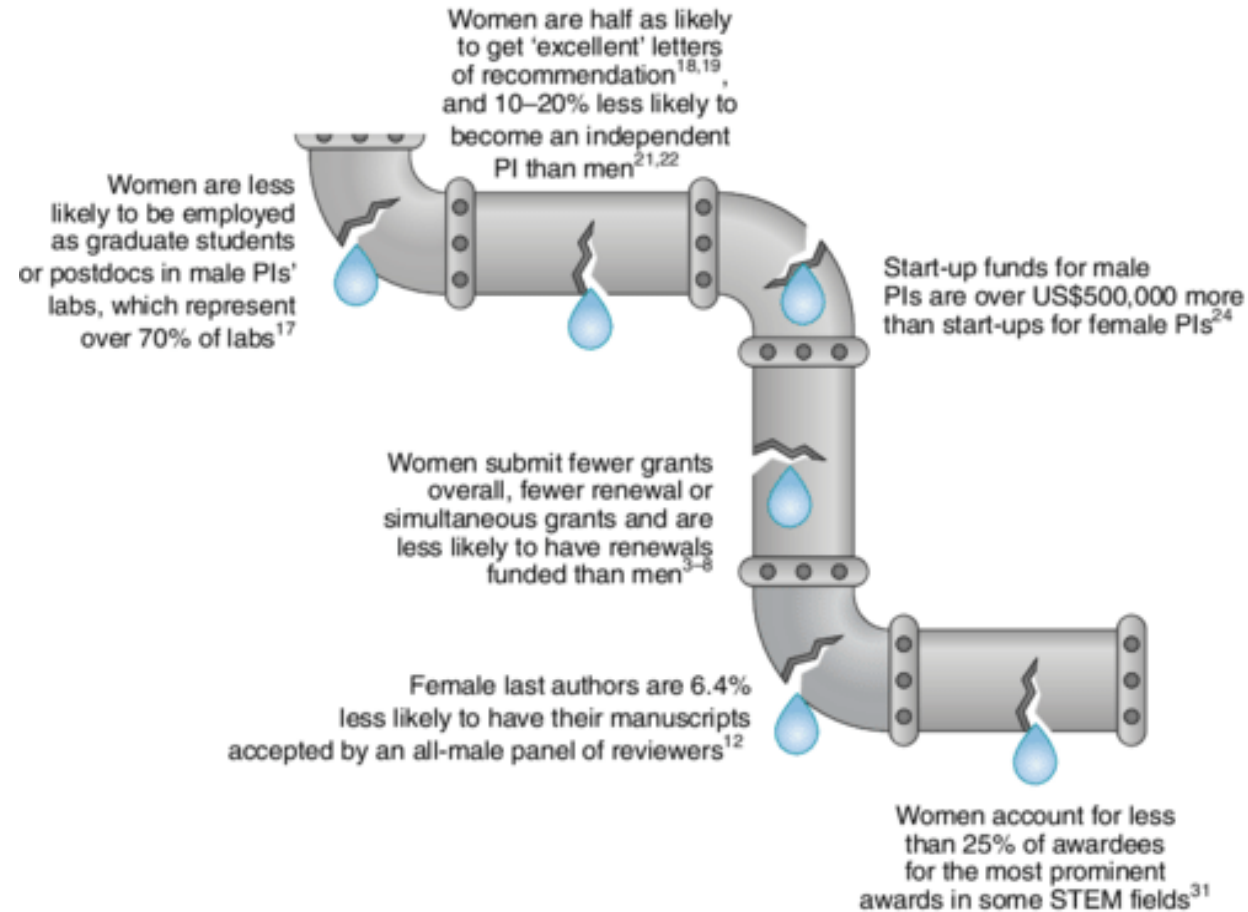 Women are half as likely
to get ‘excellent’ letters
of recommendation18,19,
and 10–20% less likely to
become an independent
PI than men21,22
Women are less
likely to be employed
as graduate students
or postdocs in male PIs’
labs, which represent
over 70% of labs17
Start-up funds for male
PIs are over US$500,000 more
than start-ups for female PIs24
Women submit fewer grants
overall, fewer renewal or
simultaneous grants and are
less likely to have renewals
funded than men3–8
Female last authors are 6.4%
less likely to have their manuscripts
accepted by an all-male panel of reviewers12
Women account for less
than 25% of awardees
for the most prominent
awards in some STEM fields31